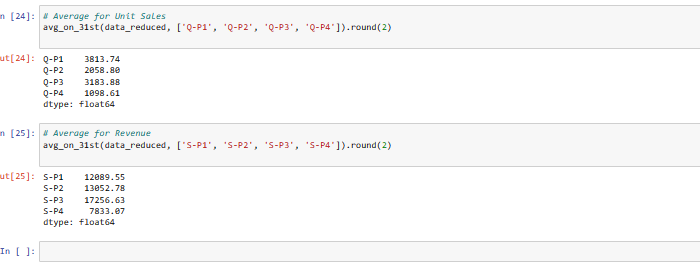 n [24]: # Average for Unit Sales
avg_on_31st(data_reduced, ['Q-P1', 'Q-P2', 'Q-P3', 'Q-P4']).round(2)
ut[24]: Q-P1    3813.74
Q-P2    2058.80
Q-P3    3183.88
Q-P4    1098.61
dtype: float64
n [25]: # Average for Revenue
avg_on_31st(data_reduced, ['S-P1', 'S-P2', 'S-P3', 'S-P4']).round(2)
ut[25]: S-P1    12089.55
S-P2    13052.78
S-P3    17256.63
S-P4     7833.07
dtype: float64
In [ ]: